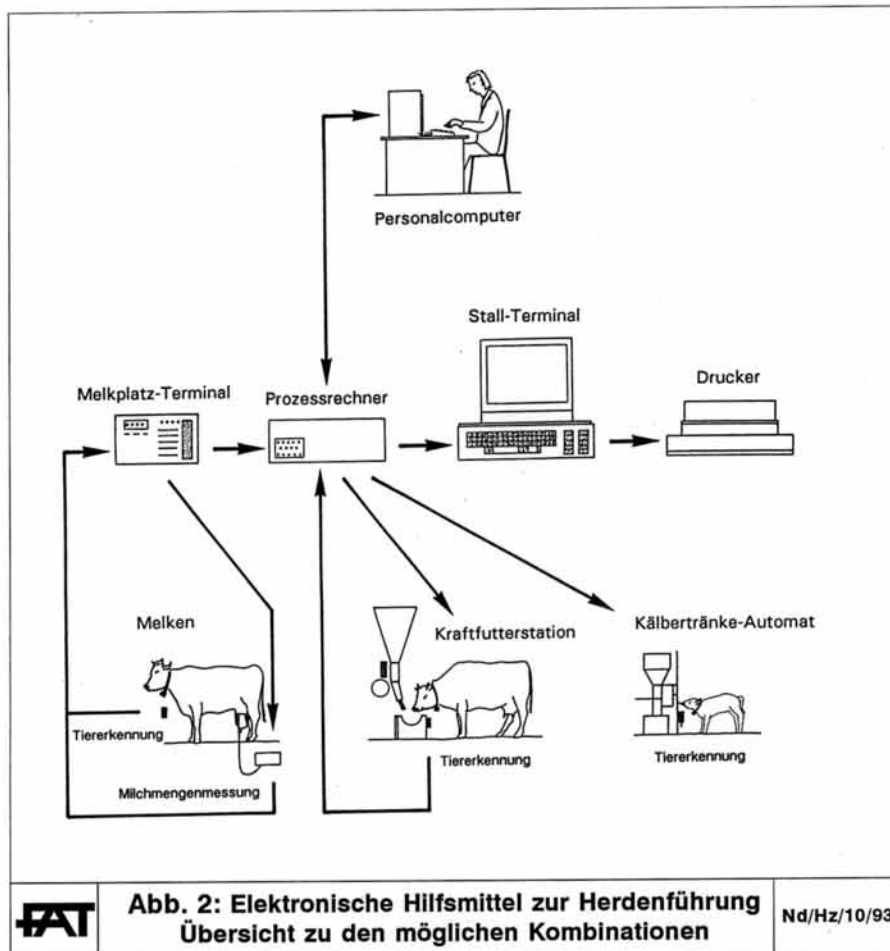 Personalcomputer
Stall-Terminal
Drucker
Melkplatz-Terminal
Prozessrechner
Melken
Kraftfutterstation
Kälbertränke-Automat
Tiererkennung
Tiererkennung
Tiererkennung
Milchmengenmessung
FAT
Abb. 2: Elektronische Hilfsmittel zur Herdenführung
Übersicht zu den möglichen Kombinationen
Nd/Hz/10/93